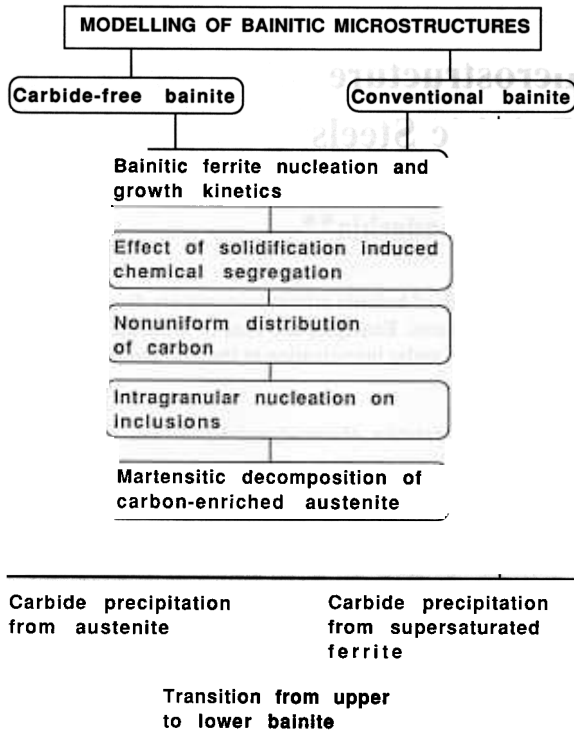 MODELLING OF BAINITIC MICROSTRUCTURES
Carbide-free bainite
Conventional bainite
Bainitic ferrite nucleation and
growth kinetics
Effect of solidification induced
chemical segregation
Nonuniform distribution
of carbon
Intragranular nucleation on
inclusions
Martensitic decomposition of
carbon-enriched austenite
Carbide precipitation
from austenite
Carbide precipitation
from supersaturated
ferrite
Transition from upper
to lower bainite